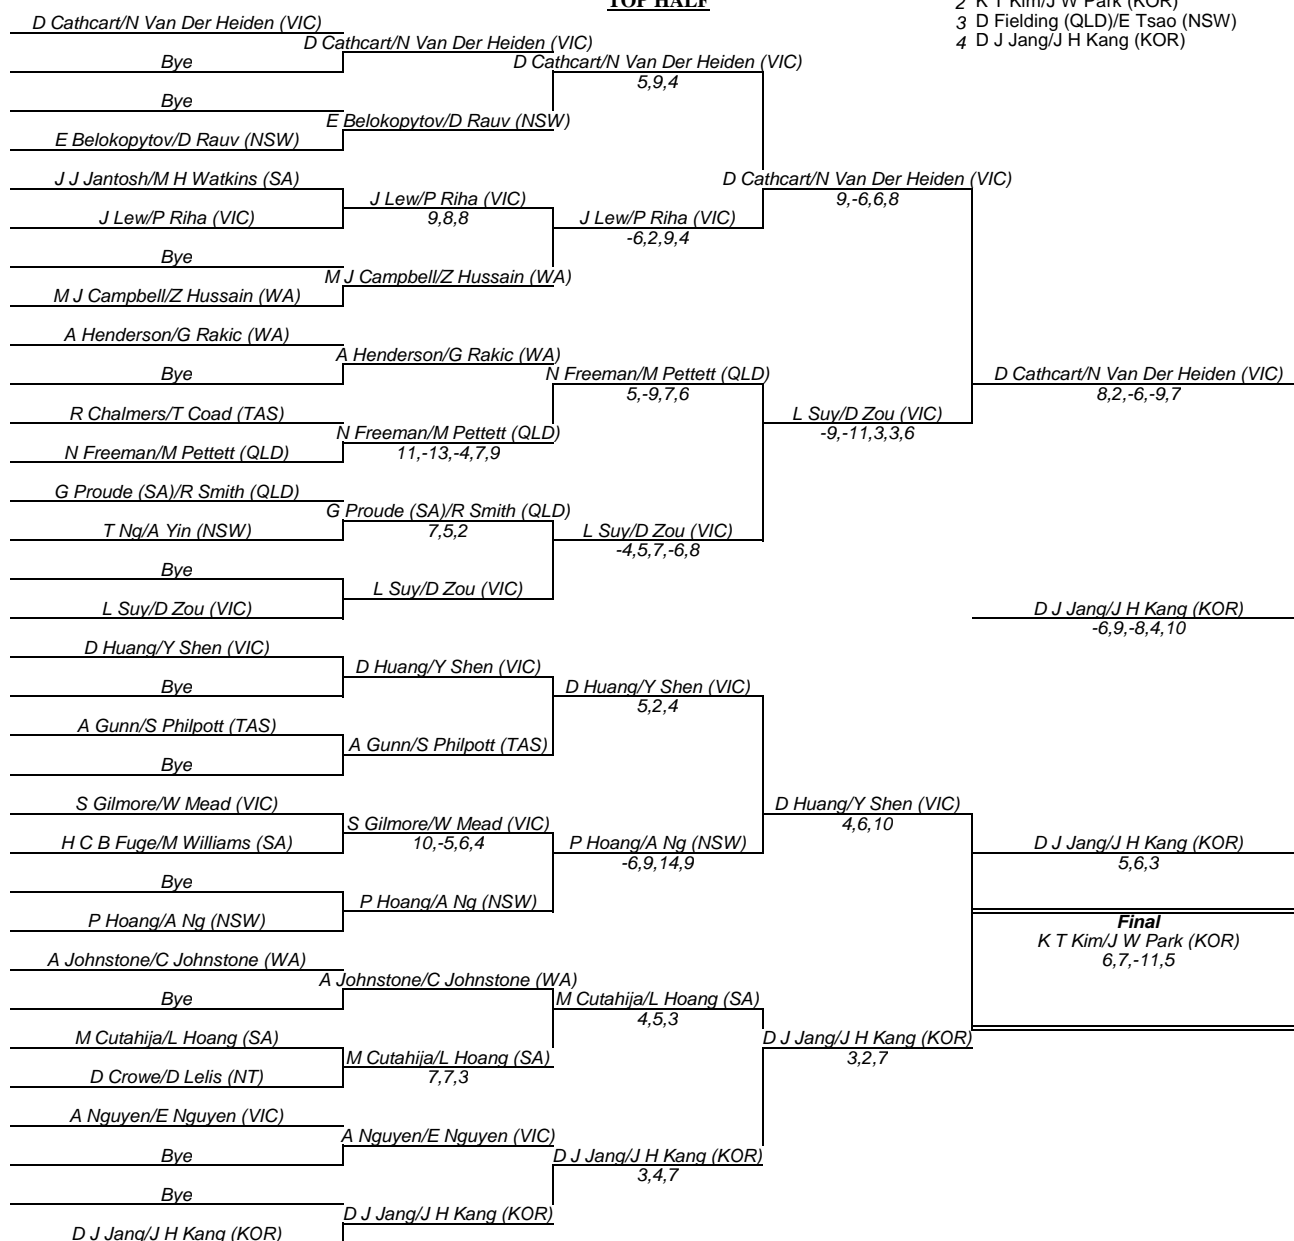 TOP HALF
2 K T Kim/J W Park (KOR)
3 D Fielding (QLD)/E Tsao (NSW)
4 D J Jang/J H Kang (KOR)
D Cathcart/N Van Der Heiden (VIC)
D Cathcart/N Van Der Heiden (VIC)
Bye
D Cathcart/N Van Der Heiden (VIC)
5,9,4
Bye
E Belokopytov/D Rauv (NSW)
E Belokopytov/D Rauv (NSW)
J J Jantosh/M H Watkins (SA)
D Cathcart/N Van Der Heiden (VIC)
9,-6,6,8
J Lew/P Riha (VIC)
9,8,8
J Lew/P Riha (VIC)
J Lew/P Riha (VIC)
-6,2,9,4
Bye
M J Campbell/Z Hussain (WA)
M J Campbell/Z Hussain (WA)
A Henderson/G Rakic (WA)
A Henderson/G Rakic (WA)
Bye
N Freeman/M Pettett (QLD)
5,-9,7,6
D Cathcart/N Van Der Heiden (VIC)
8,2,-6,-9,7
R Chalmers/T Coad (TAS)
L Suy/D Zou (VIC)
-9,-11,3,3,6
N Freeman/M Pettett (QLD)
11,-13,-4,7,9
N Freeman/M Pettett (QLD)
G Proude (SA)/R Smith (QLD)
G Proude (SA)/R Smith (QLD)
7,5,2
T Ng/A Yin (NSW)
L Suy/D Zou (VIC)
-4,5,7,-6,8
Bye
L Suy/D Zou (VIC)
L Suy/D Zou (VIC)
D J Jang/J H Kang (KOR)
-6,9,-8,4,10
D Huang/Y Shen (VIC)
D Huang/Y Shen (VIC)
Bye
D Huang/Y Shen (VIC)
5,2,4
A Gunn/S Philpott (TAS)
A Gunn/S Philpott (TAS)
Bye
S Gilmore/W Mead (VIC)
D Huang/Y Shen (VIC)
4,6,10
S Gilmore/W Mead (VIC)
10,-5,6,4
H C B Fuge/M Williams (SA)
P Hoang/A Ng (NSW)
-6,9,14,9
D J Jang/J H Kang (KOR)
5,6,3
Bye
P Hoang/A Ng (NSW)
P Hoang/A Ng (NSW)
Final
K T Kim/J W Park (KOR)
6,7,-11,5
A Johnstone/C Johnstone (WA)
A Johnstone/C Johnstone (WA)
Bye
M Cutahija/L Hoang (SA)
4,5,3
M Cutahija/L Hoang (SA)
D J Jang/J H Kang (KOR)
3,2,7
M Cutahija/L Hoang (SA)
7,7,3
D Crowe/D Lelis (NT)
A Nguyen/E Nguyen (VIC)
A Nguyen/E Nguyen (VIC)
Bye
D J Jang/J H Kang (KOR)
3,4,7
Bye
D J Jang/J H Kang (KOR)
D J Jang/J H Kang (KOR)